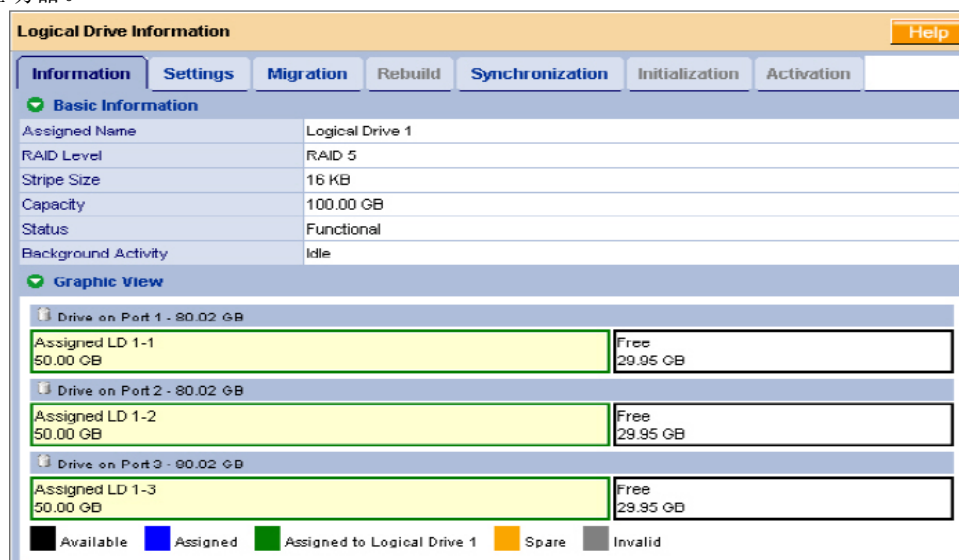 Logical Drive Information Help
Information Settings Migration Rebuild Synchronization Initialization Activation
Basic Information
Assigned Name Logical Drive 1
RAID Level RAID 5
Stripe Size 16 KB
Capacity 100.00 GB
Status Functional
Background Activity Idle
Graphic View
Drive on Port 1 - 80.02 GB
Assigned LD 1-1 Free
50.00 GB 29.95 GB
Drive on Port 2 - 80.02 GB
Assigned LD 1-2 Free
50.00 GB 29.95 GB
Drive on Port 3 - 80.02 GB
Assigned LD 1-3 Free
50.00 GB 29.95 GB
Available Assigned Assigned to Logical Drive 1 Spare Invalid